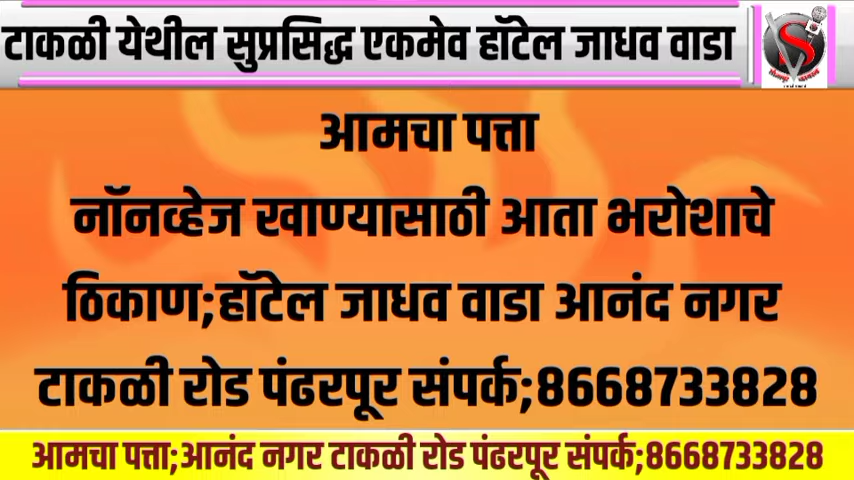 टाकळी येथील सुप्रसिद्ध एकमेव हॉटेल जाधव वाडा
आमचा पत्ता
नॉनव्हेज खाण्यासाठी आता भरोशाचे
ठिकाण;हॉटेल जाधव वाडा आनंद नगर
टाकळी रोड पंढरपूर संपर्क;8668733828
आमचा पत्ता;आनंद नगर टाकळी रोड पंढरपूर संपर्क;8668733828